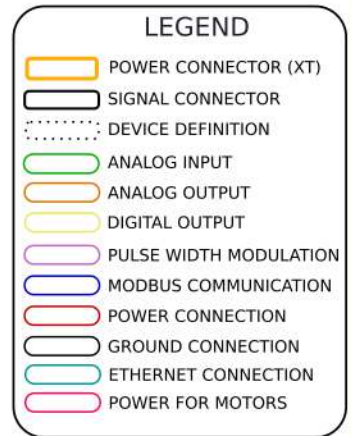 LEGEND
POWER CONNECTOR (XT)
SIGNAL CONNECTOR
DEVICE DEFINITION
ANALOG INPUT
ANALOG OUTPUT
DIGITAL OUTPUT
PULSE WIDTH MODULATION
MODBUS COMMUNICATION
POWER CONNECTION
GROUND CONNECTION
ETHERNET CONNECTION
POWER FOR MOTORS